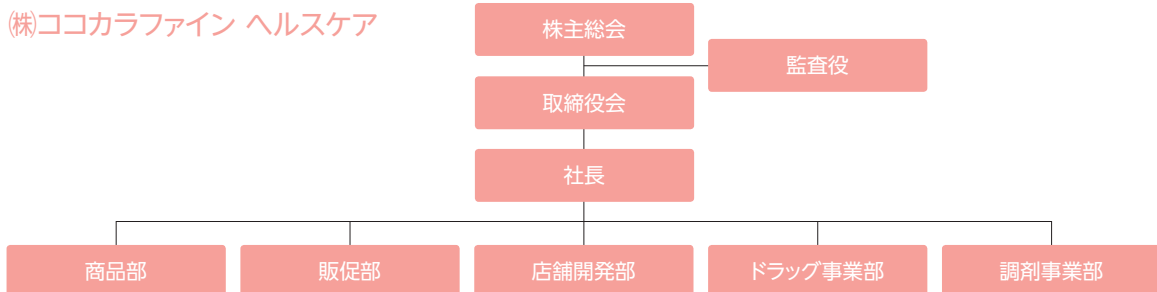 ㈱ココカラファイン ヘルスケア
株主総会
監査役
取締役会
社長
商品部
販促部
店舗開発部
ドラッグ事業部
調剤事業部